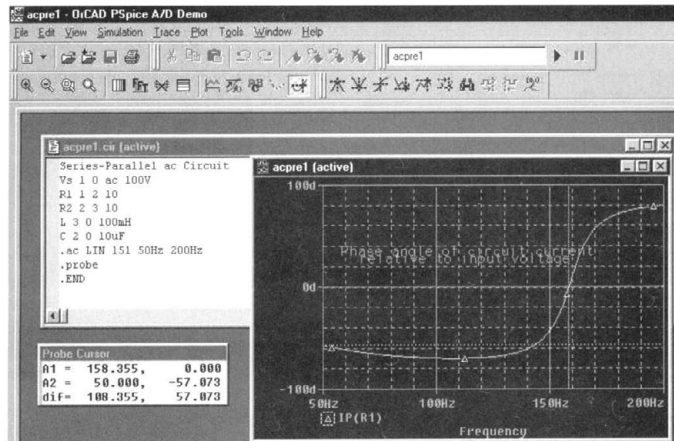 acpre1 - OrCAD PSpice A/D Demo
File Edit View Simulation Trace Plot Tools Window Help
acpre1
acpre1.cir (active)
Series-Parallel ac Circuit
Vs 1 0 ac 100V
R1 1 2 10
R2 2 3 10
L 3 0 100mH
C 2 0 10uF
.ac LIN 151 50Hz 200Hz
.probe
.END
acpre1 (active)
100d
Phase angle of circuit current
relative to input voltage
0d
-100d
50Hz 100Hz 150Hz 200Hz
IP(R1)
Frequency
Probe Cursor
A1 = 158.355, 0.000
A2 = 50.000, -57.073
dif= 108.355, 57.073